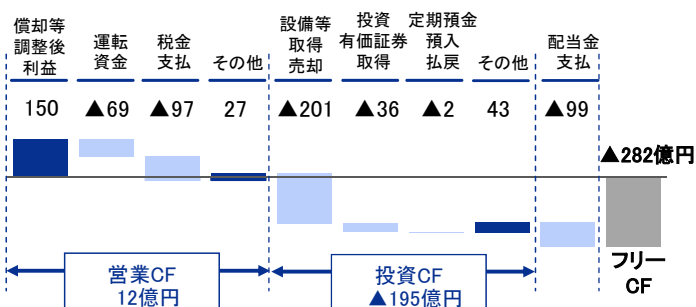 償却等
調整後
利益
運転
資金
税金
支払
その他
設備等
取得
売却
投資
有価証券
取得
定期預金
預入
払戻
その他
配当金
支払
150
▲69
▲97
27
▲201
▲36
▲2
43
▲99
▲282億円
営業CF
12億円
投資CF
▲195億円
フリー
CF